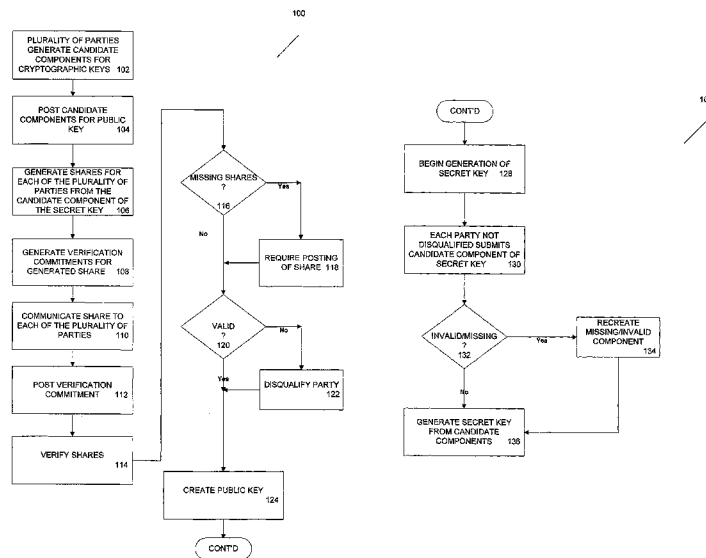 100
PLURALITY OF PARTIES
GENERATE CANDIDATE
COMPONENTS FOR
CRYPTOGRAPHIC KEYS 102
POST CANDIDATE
COMPONENTS FOR PUBLIC
KEY 104
GENERATE SHARES FOR
EACH OF THE PLURALITY OF
PARTIES FROM THE
CANDIDATE COMPONENT OF
THE SECRET KEY 106
GENERATE VERIFICATION
COMMITMENTS FOR
GENERATED SHARE 108
COMMUNICATE SHARE TO
EACH OF THE PLURALITY OF
PARTIES 110
POST VERIFICATION
COMMITMENT 112
VERIFY SHARES 114
MISSING SHARES
?
116
Yes
No
REQUIRE POSTING
OF SHARE 118
VALID
?
120
No
Yes
DISQUALIFY PARTY
122
CREATE PUBLIC KEY
124
CONT'D
10
CONT'D
BEGIN GENERATION OF
SECRET KEY 128
EACH PARTY NOT
DISQUALIFIED SUBMITS
CANDIDATE COMPONENT OF
SECRET KEY 130
INVALID/MISSING
?
132
Yes
No
RECREATE
MISSING/INVALID
COMPONENT
134
GENERATE SECRET KEY
FROM CANDIDATE
COMPONENTS 136